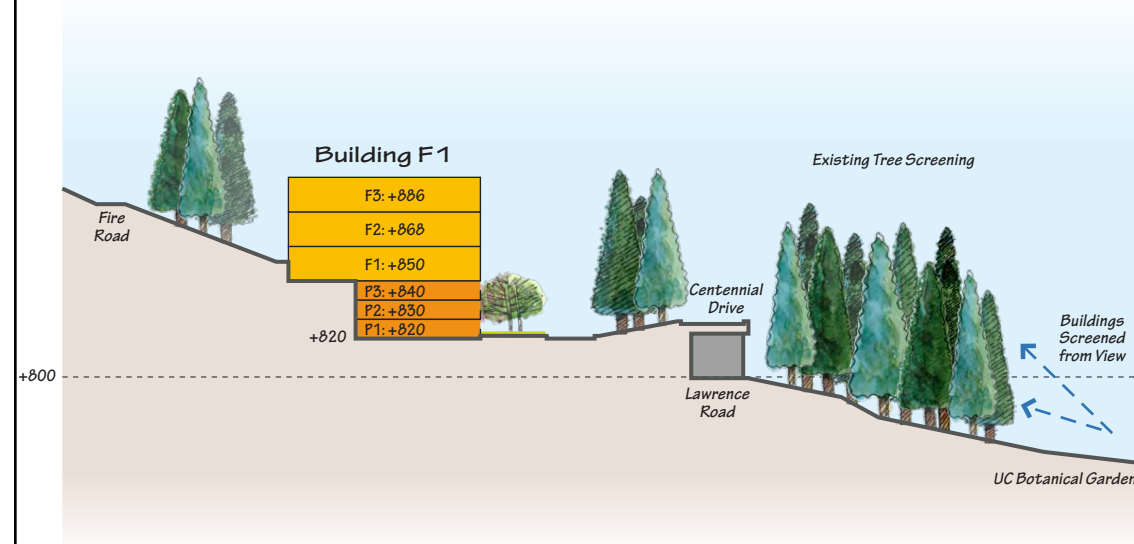 Building F1
Existing Tree Screening
F3: +886
Fire
Road
F2: +868
F1: +850
P3: +840
P2: +830
P1: +820
+820
Centennial
Drive
Buildings
Screened
from View
+800
Lawrence
Road
UC Botanical Garden